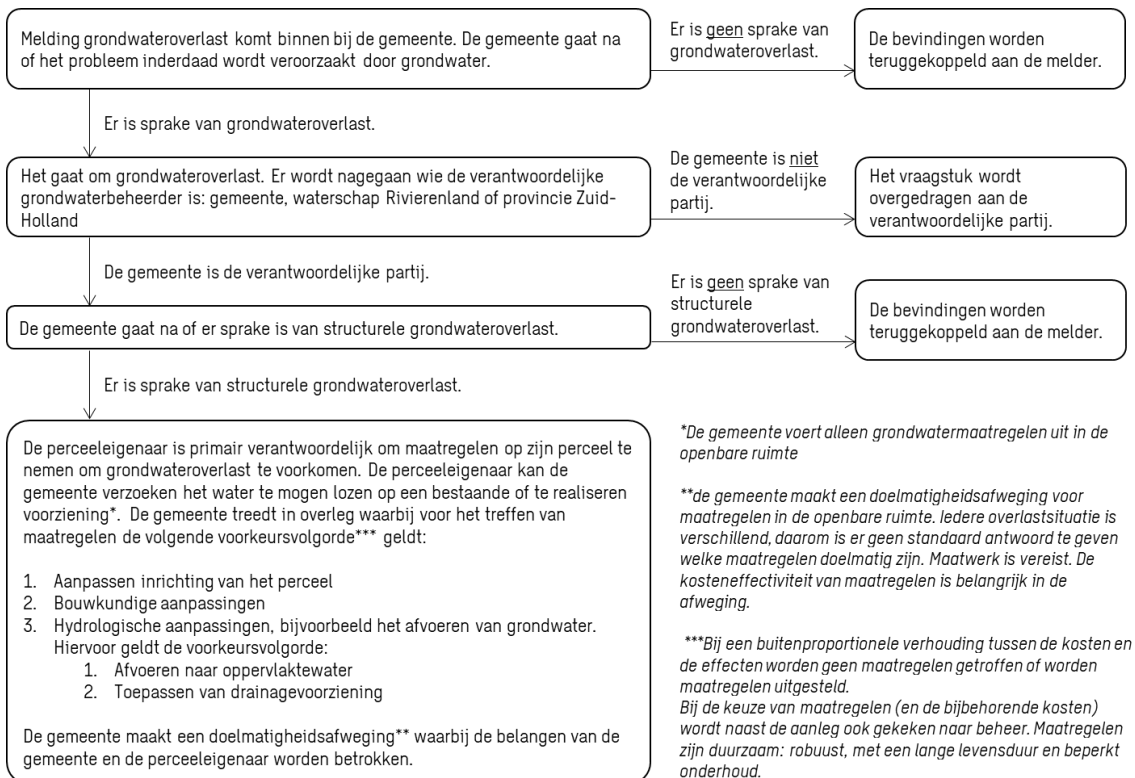 Melding grondwateroverlast komt binnen bij de gemeente. De gemeente gaat na
of het probleem inderdaad wordt veroorzaakt door grondwater.
Er is geen sprake van
grondwateroverlast.
De bevindingen worden
teruggekoppeld aan de melder.
Er is sprake van grondwateroverlast.
Het gaat om grondwateroverlast. Er wordt nagegaan wie de verantwoordelijke
grondwaterbeheerder is: gemeente, waterschap Rivierenland of provincie Zuid-
Holland
De gemeente is niet
de verantwoordelijke
partij.
Het vraagstuk wordt
overgedragen aan de
verantwoordelijke partij.
De gemeente is de verantwoordelijke partij.
De gemeente gaat na of er sprake is van structurele grondwateroverlast.
Er is geen sprake van
structurele
grondwateroverlast.
De bevindingen worden
teruggekoppeld aan de melder.
Er is sprake van structurele grondwateroverlast.
De perceeleigenaar is primair verantwoordelijk om maatregelen op zijn perceel te
nemen om grondwateroverlast te voorkomen. De perceeleigenaar kan de
gemeente verzoeken het water te mogen lozen op een bestaande of te realiseren
voorziening*. De gemeente treedt in overleg waarbij voor het treffen van
maatregelen de volgende voorkeursvolgorde*** geldt:
1. Aanpassen inrichting van het perceel
2. Bouwkundige aanpassingen
3. Hydrologische aanpassingen, bijvoorbeeld het afvoeren van grondwater.
Hiervoor geldt de voorkeursvolgorde:
1. Afvoeren naar oppervlaktewater
2. Toepassen van drainagevoorziening
De gemeente maakt een doelmatigheidsafweging** waarbij de belangen van de
gemeente en de perceeleigenaar worden betrokken.
*De gemeente voert alleen grondwatermaatregelen uit in de
openbare ruimte
**de gemeente maakt een doelmatigheidsafweging voor
maatregelen in de openbare ruimte. Iedere overlastsituatie is
verschillend, daarom is er geen standaard antwoord te geven
welke maatregelen doelmatig zijn. Maatwerk is vereist. De
kosteneffectiviteit van maatregelen is belangrijk in de
afweging.
***Bij een buitenproportionele verhouding tussen de kosten en
de effecten worden geen maatregelen getroffen of worden
maatregelen uitgesteld.
Bij de keuze van maatregelen (en de bijbehorende kosten)
wordt naast de aanleg ook gekeken naar beheer. Maatregelen
zijn duurzaam: robuust, met een lange levensduur en beperkt
onderhoud.